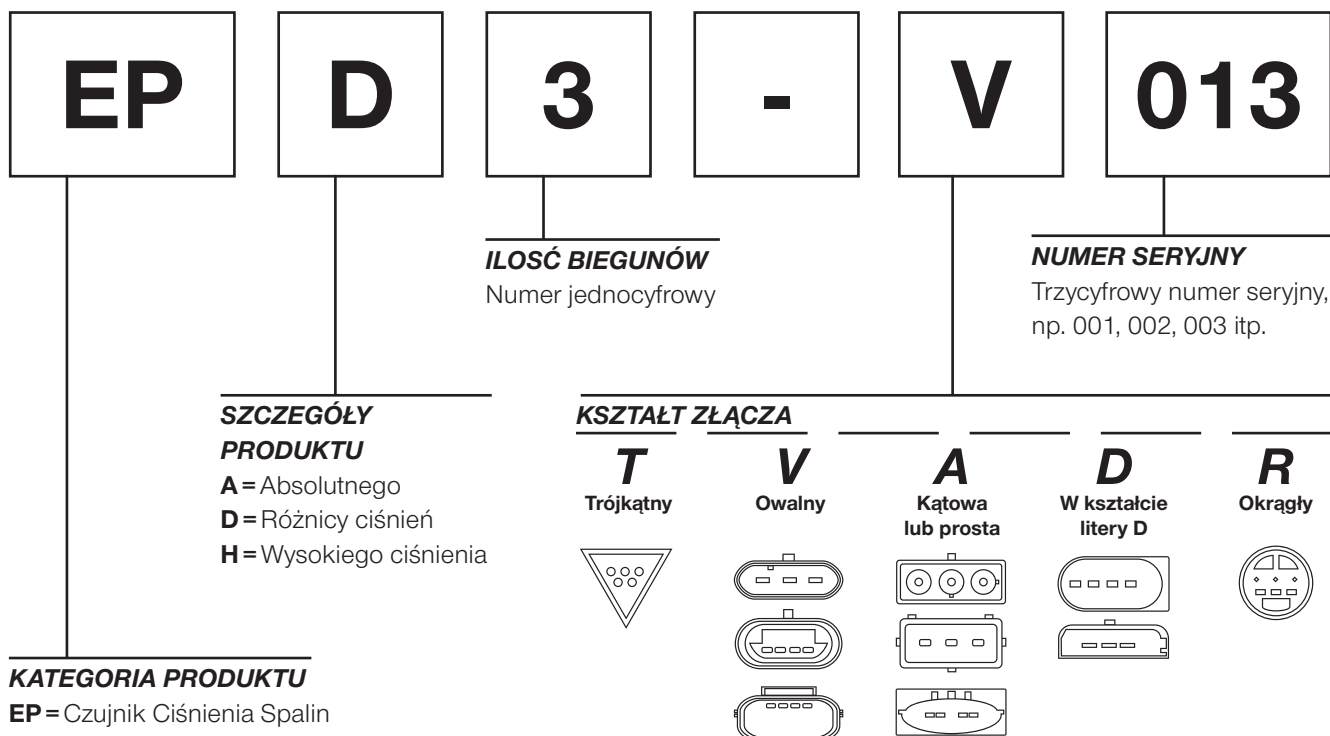 EP D 3 - V 013
ILOSĆ BIEGUNÓW
Numer jednocyfrowy
NUMER SERYJNY
Trzycyfrowy numer seryjny,
np. 001, 002, 003 itp.
SZCZEGÓŁY
PRODUKTU
A = Absolutnego
D = Różnicy ciśnień
H = Wysokiego ciśnienia
KSZTAŁT ZŁĄCZA
T
Trójkątny
V
Owalny
A
Kątowa
lub prosta
D
W kształcie
litery D
R
Okrągły
KATEGORIA PRODUKTU
EP = Czujnik Ciśnienia Spalin